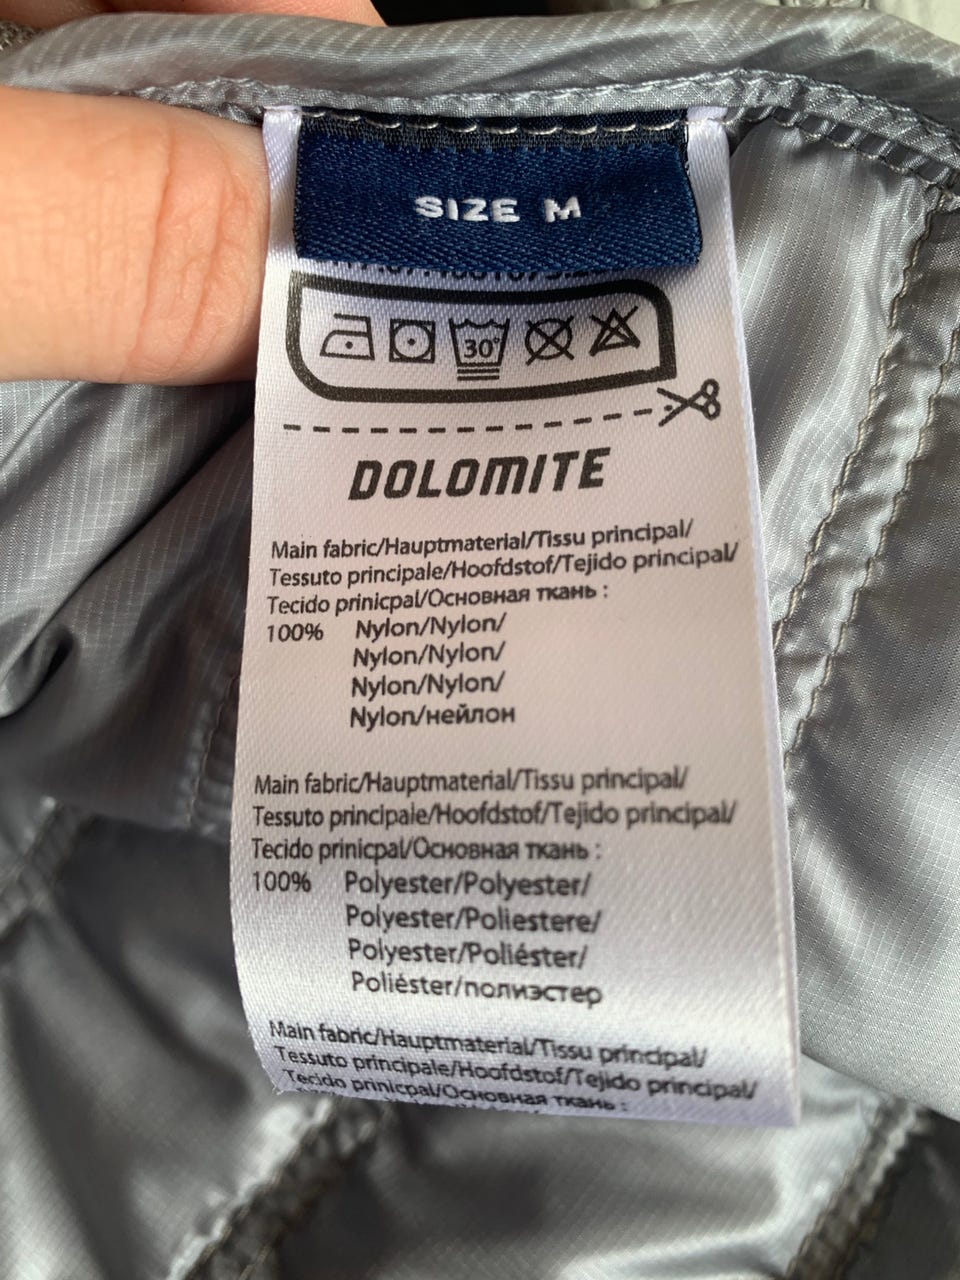 SIZE M
30°
DOLOMITE
Main fabric/Hauptmaterial/Tissu principal/
Tessuto principale/Hoofdstof/Tejido principal/
Tecido prinicpal/Основная ткань :
100% Nylon/Nylon/
Nylon/Nylon/
Nylon/Nylon/
Nylon/нейлон
Main fabric/Hauptmaterial/Tissu principal/
Tessuto principale/Hoofdstof/Tejido principal/
Tecido prinicpal/Основная ткань :
100% Polyester/Polyester/
Polyester/Poliestere/
Polyester/Poliéster/
Poliéster/полиэстер
Main fabric/Hauptmaterial/Tissu principal/
Tessuto principale/Hoofdstof/Tejido principal/
Tecido prinicpal/Основная ткань :